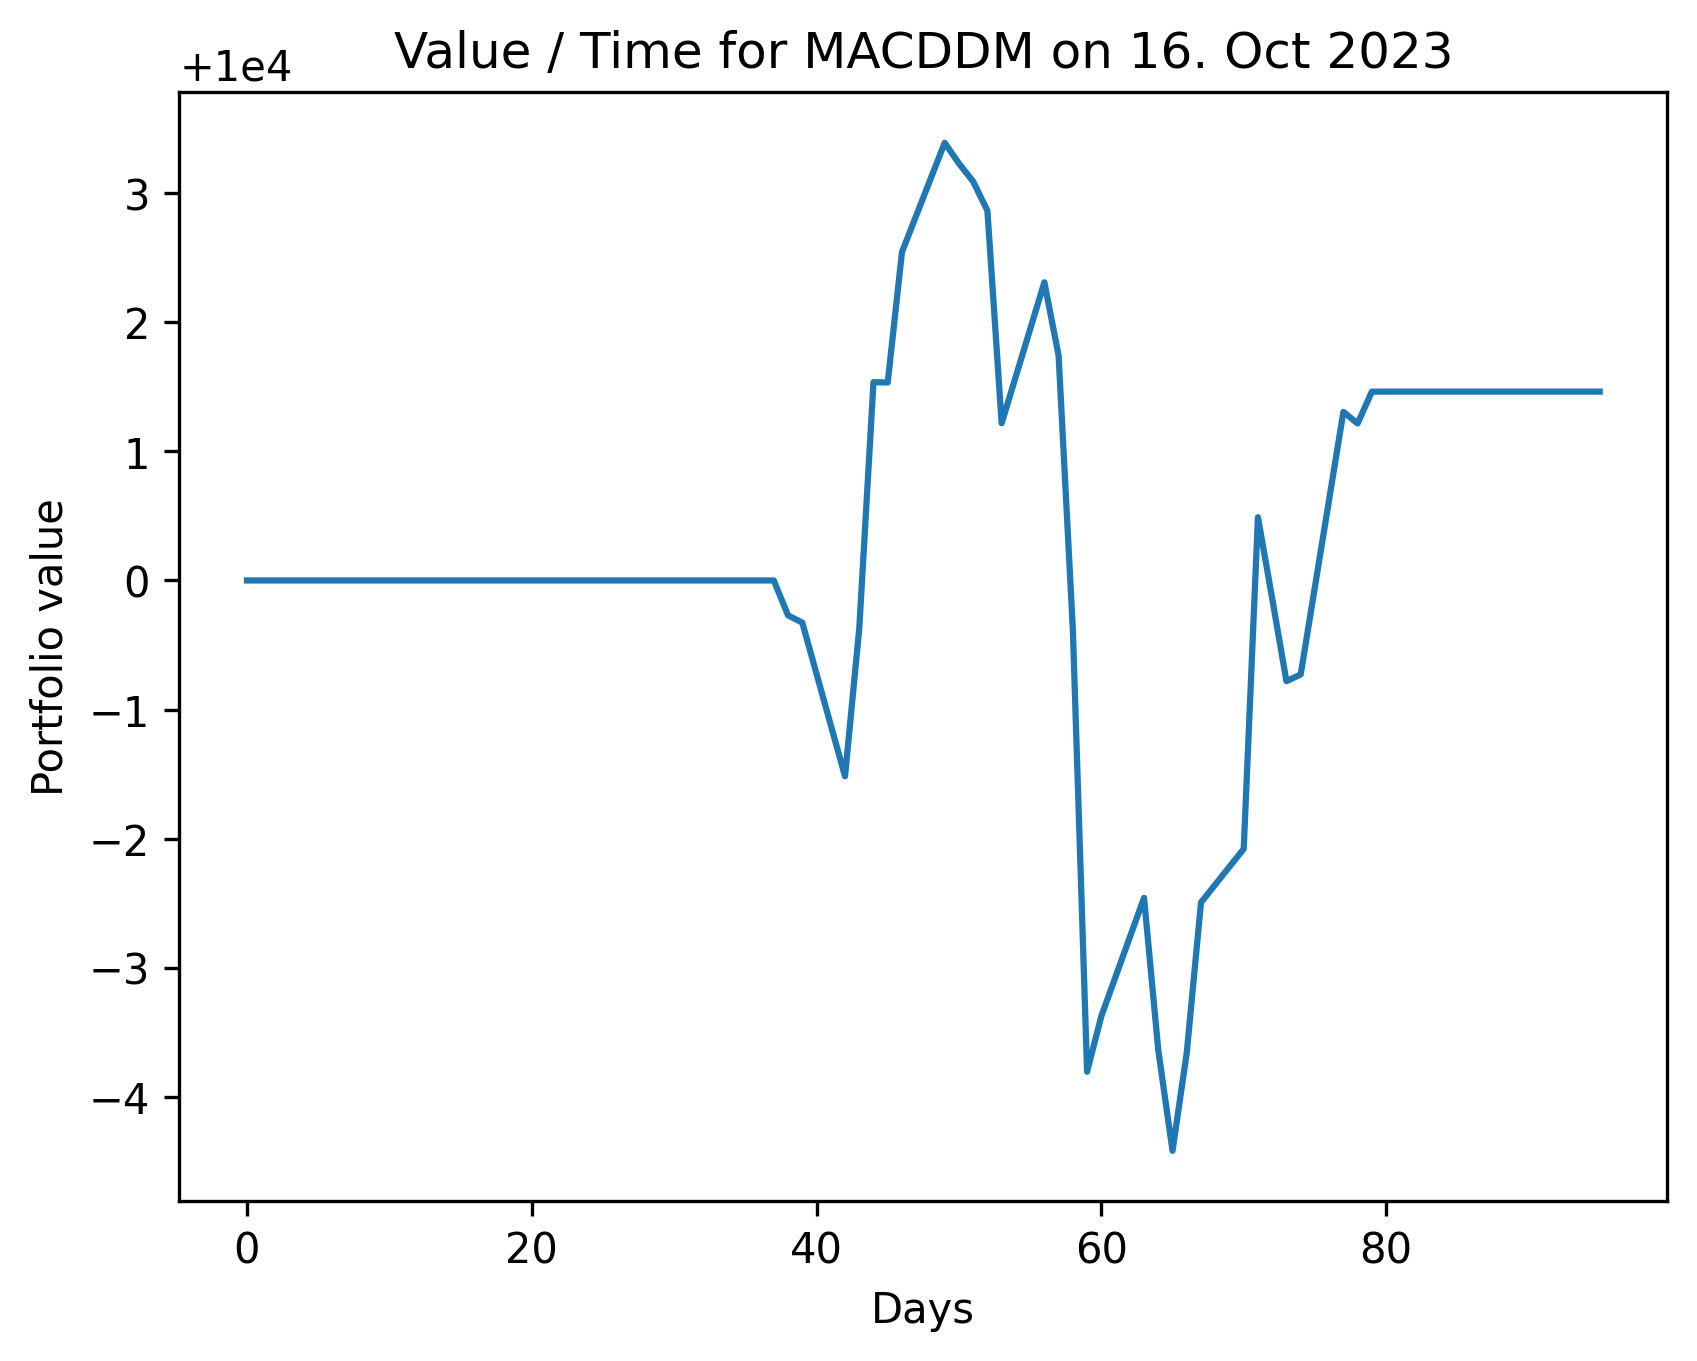 Value / Time for MACDDM on 16. Oct 2023
+1e4
3
2
1
0
−1
−2
−3
−4
Portfolio value
0 20 40 60 80
Days